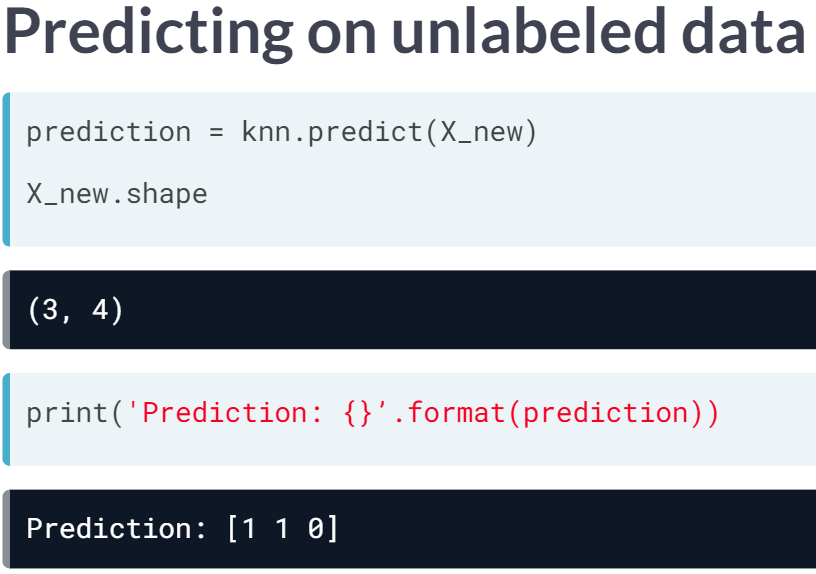 Predicting on unlabeled data
prediction = knn.predict(X_new)
X_new.shape
(3, 4)
print('Prediction: {}’.format(prediction))
Prediction: [1 1 0]